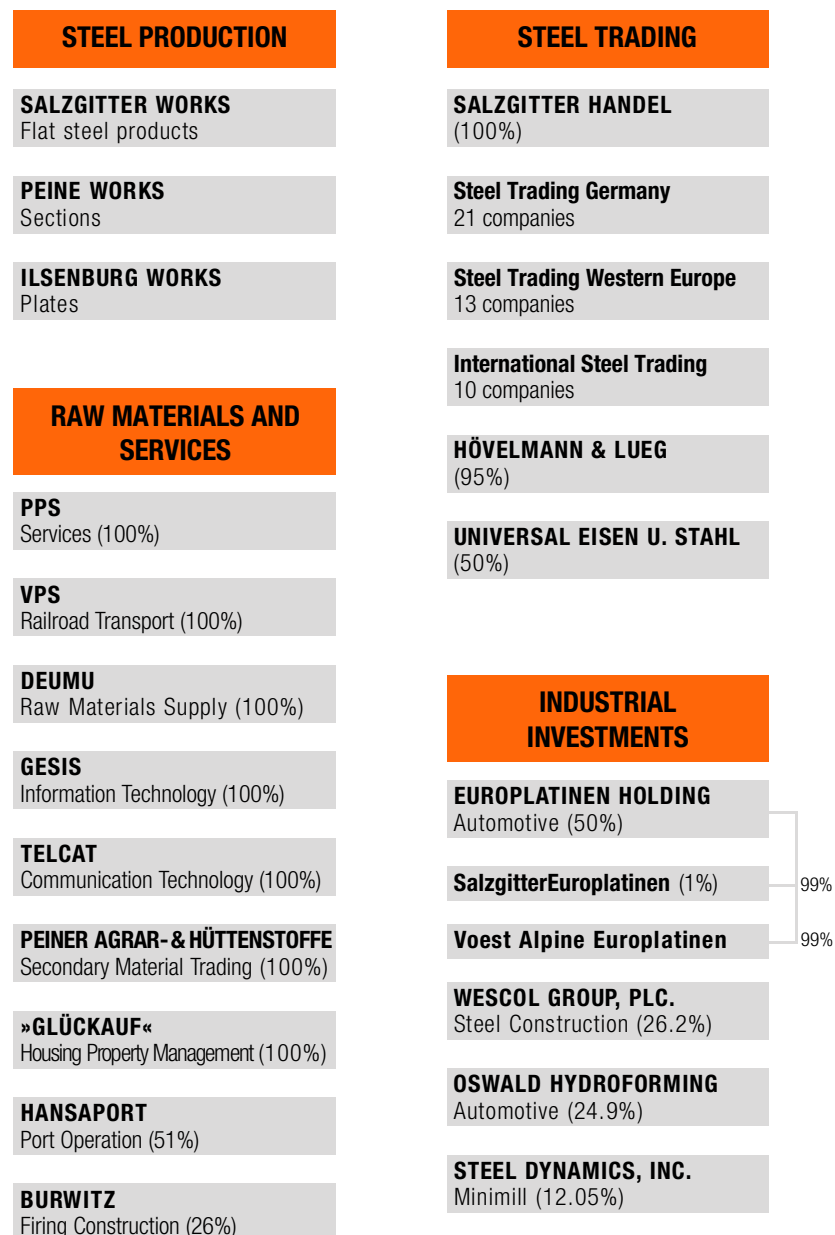 STEEL PRODUCTION
SALZGITTER WORKS
Flat steel products
PEINE WORKS
Sections
ILSENBURG WORKS
Plates
RAW MATERIALS AND
SERVICES
PPS
Services (100%)
VPS
Railroad Transport (100%)
DEUMU
Raw Materials Supply (100%)
GESIS
Information Technology (100%)
TELCAT
Communication Technology (100%)
PEINER AGRAR- & HÜTTENSTOFFE
Secondary Material Trading (100%)
»GLÜCKAUF«
Housing Property Management (100%)
HANSAPORT
Port Operation (51%)
BURWITZ
Firing Construction (26%)
STEEL TRADING
SALZGITTER HANDEL
(100%)
Steel Trading Germany
21 companies
Steel Trading Western Europe
13 companies
International Steel Trading
10 companies
HÖVELMANN & LUEG
(95%)
UNIVERSAL EISEN U. STAHL
(50%)
INDUSTRIAL
INVESTMENTS
EUROPLATINEN HOLDING
Automotive (50%)
SalzgitterEuroplatinen (1%) 99%
Voest Alpine Europlatinen 99%
WESCOL GROUP, PLC.
Steel Construction (26.2%)
OSWALD HYDROFORMING
Automotive (24.9%)
STEEL DYNAMICS, INC.
Minimill (12.05%)